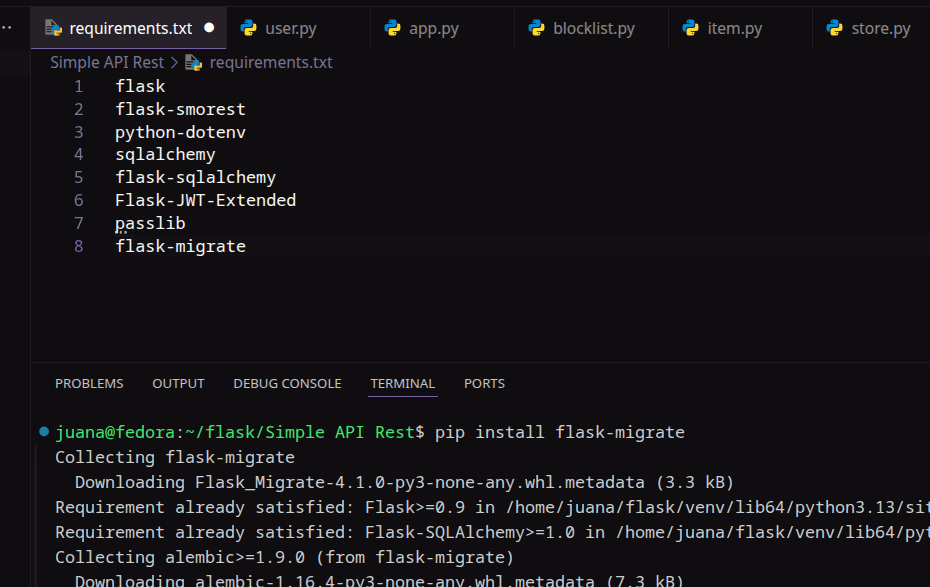 requirements.txt user.py app.py blocklist.py item.py store.py
Simple API Rest > requirements.txt
1 flask
2 flask-smorest
3 python-dotenv
4 sqlalchemy
5 flask-sqlalchemy
6 Flask-JWT-Extended
7 passlib
8 flask-migrate
PROBLEMS OUTPUT DEBUG CONSOLE TERMINAL PORTS
juana@fedora:~/flask/Simple API Rest$ pip install flask-migrate
Collecting flask-migrate
Downloading Flask_Migrate-4.1.0-py3-none-any.whl.metadata (3.3 kB)
Requirement already satisfied: Flask>=0.9 in /home/juana/flask/venv/lib64/python3.13/sit
Requirement already satisfied: Flask-SQLAlchemy>=1.0 in /home/juana/flask/venv/lib64/pyt
Collecting alembic>=1.9.0 (from flask-migrate)
Downloading alembic-1.16.4-py3-none-any.whl.metadata (7.3 kB)